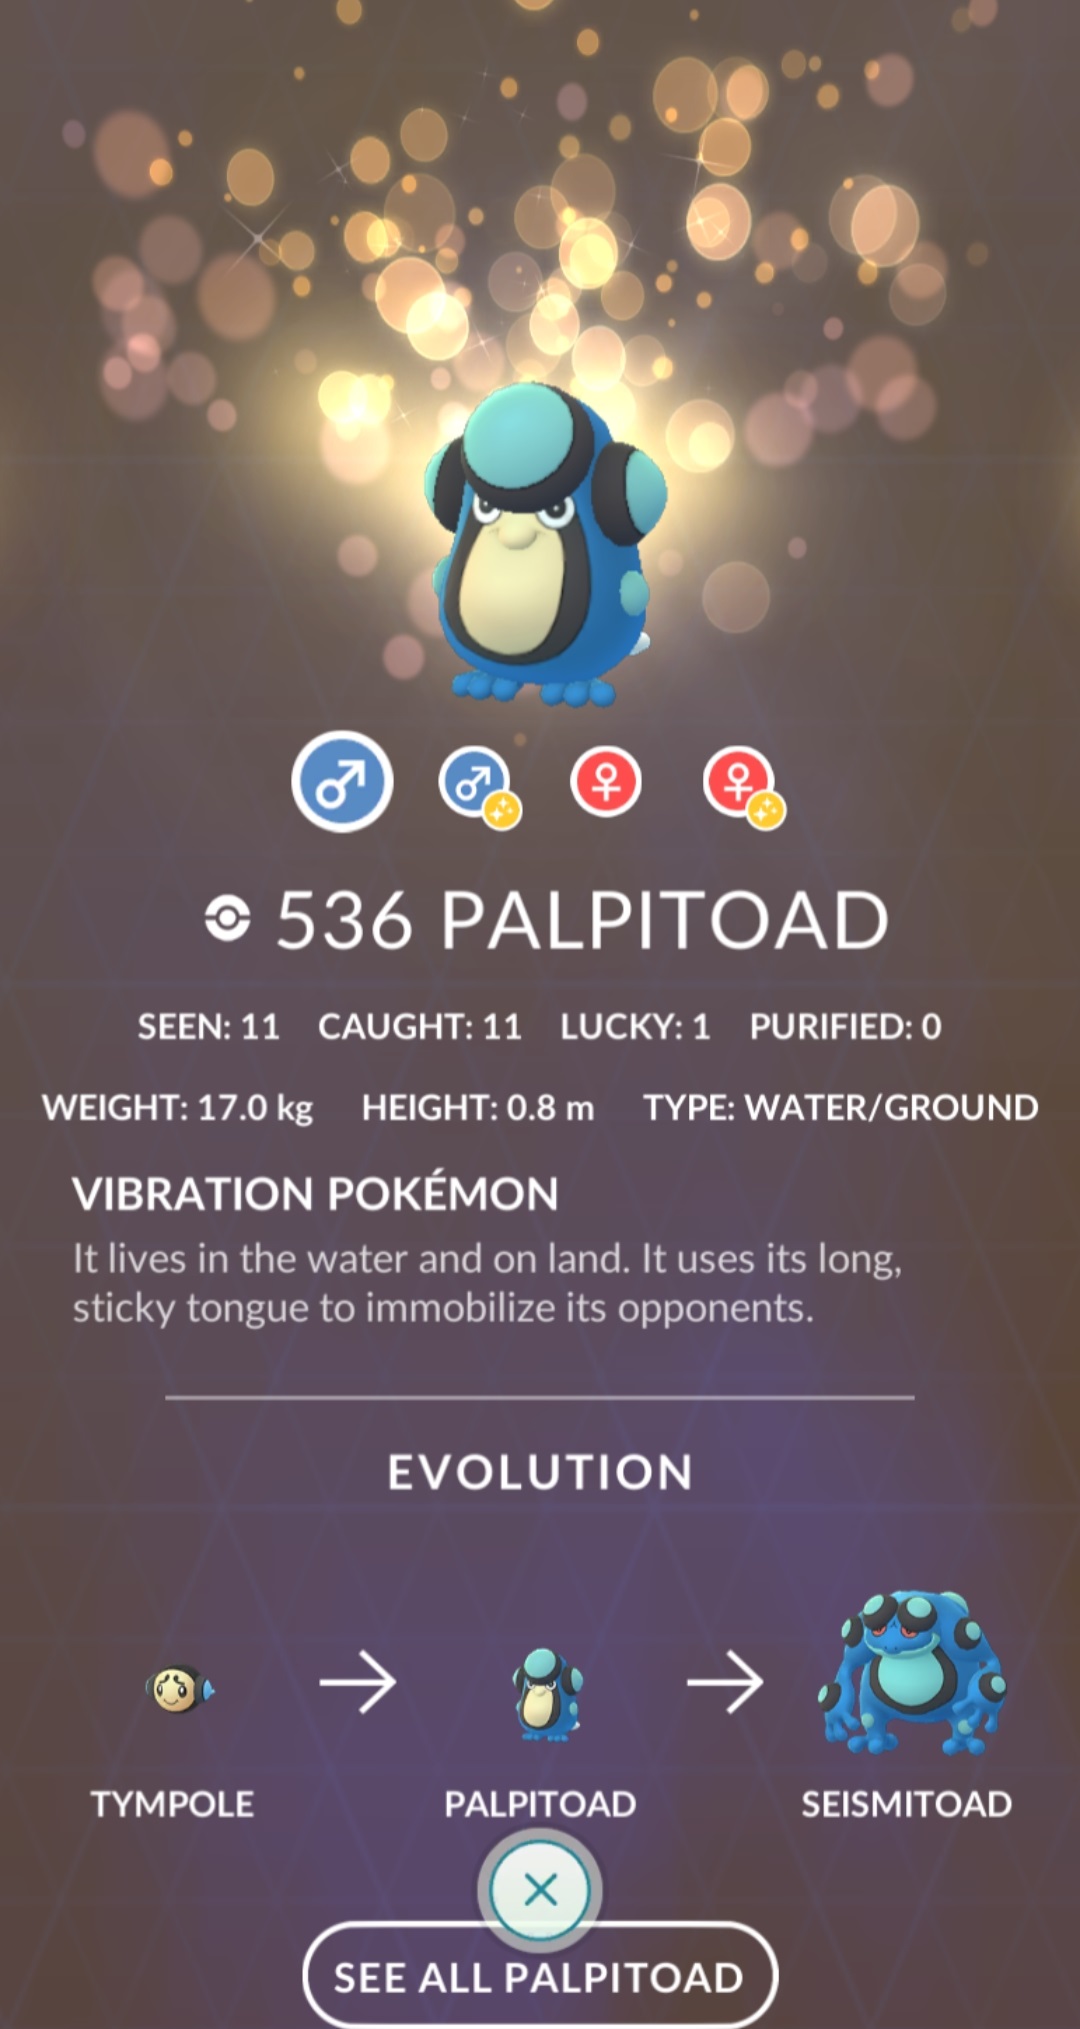 536 PALPITOAD
SEEN: 11 CAUGHT: 11 LUCKY: 1 PURIFIED: 0
WEIGHT: 17.0 kg HEIGHT: 0.8 m TYPE: WATER/GROUND
VIBRATION POKÉMON
It lives in the water and on land. It uses its long,
sticky tongue to immobilize its opponents.
EVOLUTION
TYMPOLE PALPITOAD SEISMITOAD
SEE ALL PALPITOAD